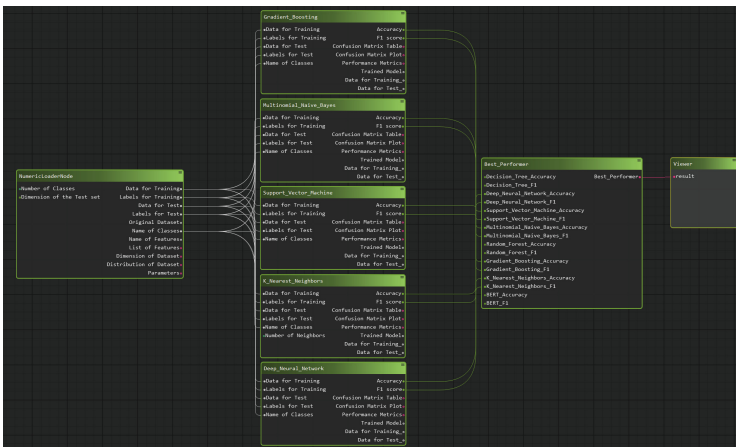 Gradient_Boosting
Data for Training Accuracy
Labels for Training F1 score
Data for Test Confusion Matrix Table
Labels for Test Confusion Matrix Plot
Name of Classes Performance Metrics
Trained Model
Data for Training_
Data for Test_
Multinomial_Naive_Bayes
Data for Training Accuracy
Labels for Training F1 score
Data for Test Confusion Matrix Table
Labels for Test Confusion Matrix Plot
Name of Classes Performance Metrics
Trained Model
Data for Training_
Data for Test_
NumericLoaderNode
Number of Classes Data for Training
Dimension of the Test set Labels for Training
Data for Test
Labels for Test
Original Dataset
Name of Classes
Name of Features
List of Features
Dimension of Dataset
Distribution of Dataset
Parameters
Support_Vector_Machine
Data for Training Accuracy
Labels for Training F1 score
Data for Test Confusion Matrix Table
Labels for Test Confusion Matrix Plot
Name of Classes Performance Metrics
Trained Model
Data for Training_
Data for Test_
K_Nearest_Neighbors
Data for Training Accuracy
Labels for Training F1 score
Data for Test Confusion Matrix Table
Labels for Test Confusion Matrix Plot
Name of Classes Performance Metrics
Number of Neighbors Trained Model
Data for Training_
Data for Test_
Deep_Neural_Network
Data for Training Accuracy
Labels for Training F1 score
Data for Test Confusion Matrix Table
Labels for Test Confusion Matrix Plot
Name of Classes Performance Metrics
Trained Model
Data for Training_
Data for Test_
Best_Performer
Decision_Tree_Accuracy Best_Performer
Decision_Tree_F1
Deep_Neural_Network_Accuracy
Deep_Neural_Network_F1
Support_Vector_Machine_Accuracy
Support_Vector_Machine_F1
Multinomial_Naive_Bayes_Accuracy
Multinomial_Naive_Bayes_F1
Random_Forest_Accuracy
Random_Forest_F1
Gradient_Boosting_Accuracy
Gradient_Boosting_F1
K_Nearest_Neighbors_Accuracy
K_Nearest_Neighbors_F1
BERT_Accuracy
BERT_F1
Viewer
result